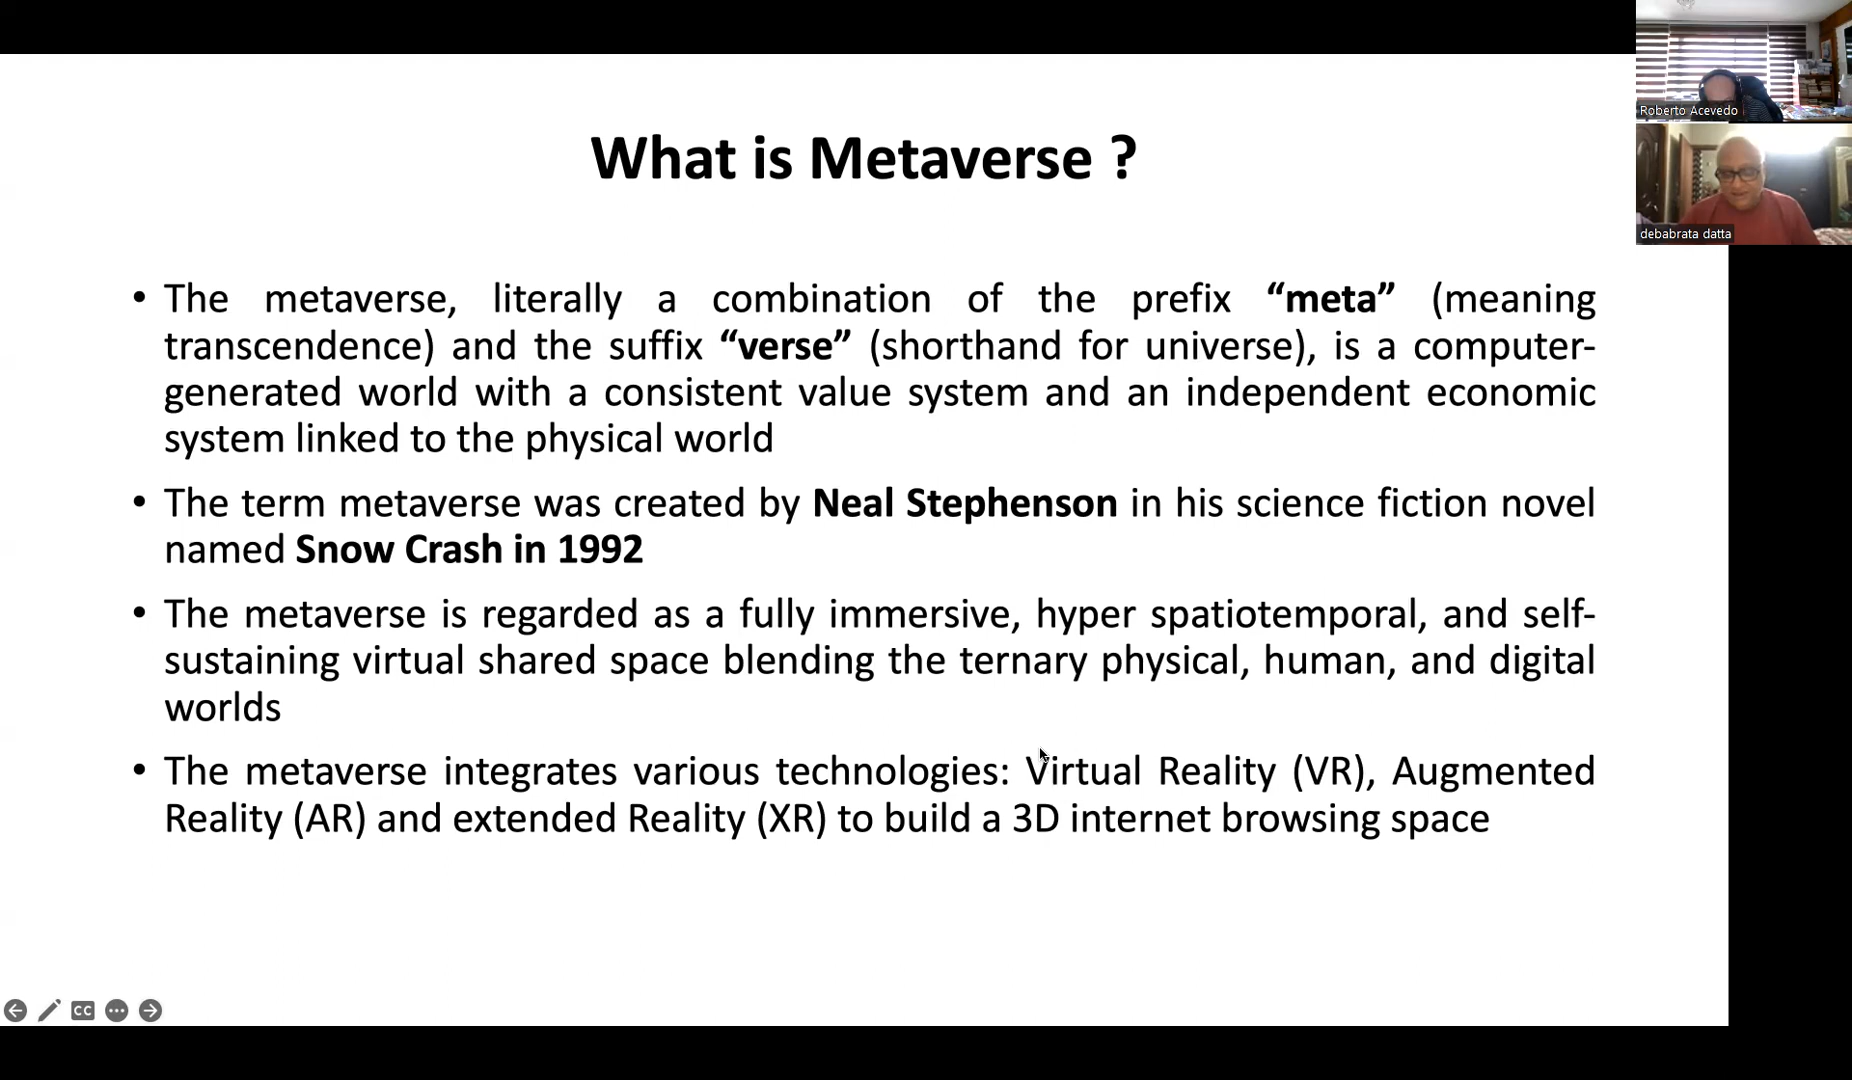 What is Metaverse ?
• The metaverse, literally a combination of the prefix “meta” (meaning
transcendence) and the suffix “verse” (shorthand for universe), is a computer-
generated world with a consistent value system and an independent economic
system linked to the physical world
• The term metaverse was created by Neal Stephenson in his science fiction novel
named Snow Crash in 1992
• The metaverse is regarded as a fully immersive, hyper spatiotemporal, and self-
sustaining virtual shared space blending the ternary physical, human, and digital
worlds
• The metaverse integrates various technologies: Virtual Reality (VR), Augmented
Reality (AR) and extended Reality (XR) to build a 3D internet browsing space
Roberto Acevedo
debabrata datta
CC